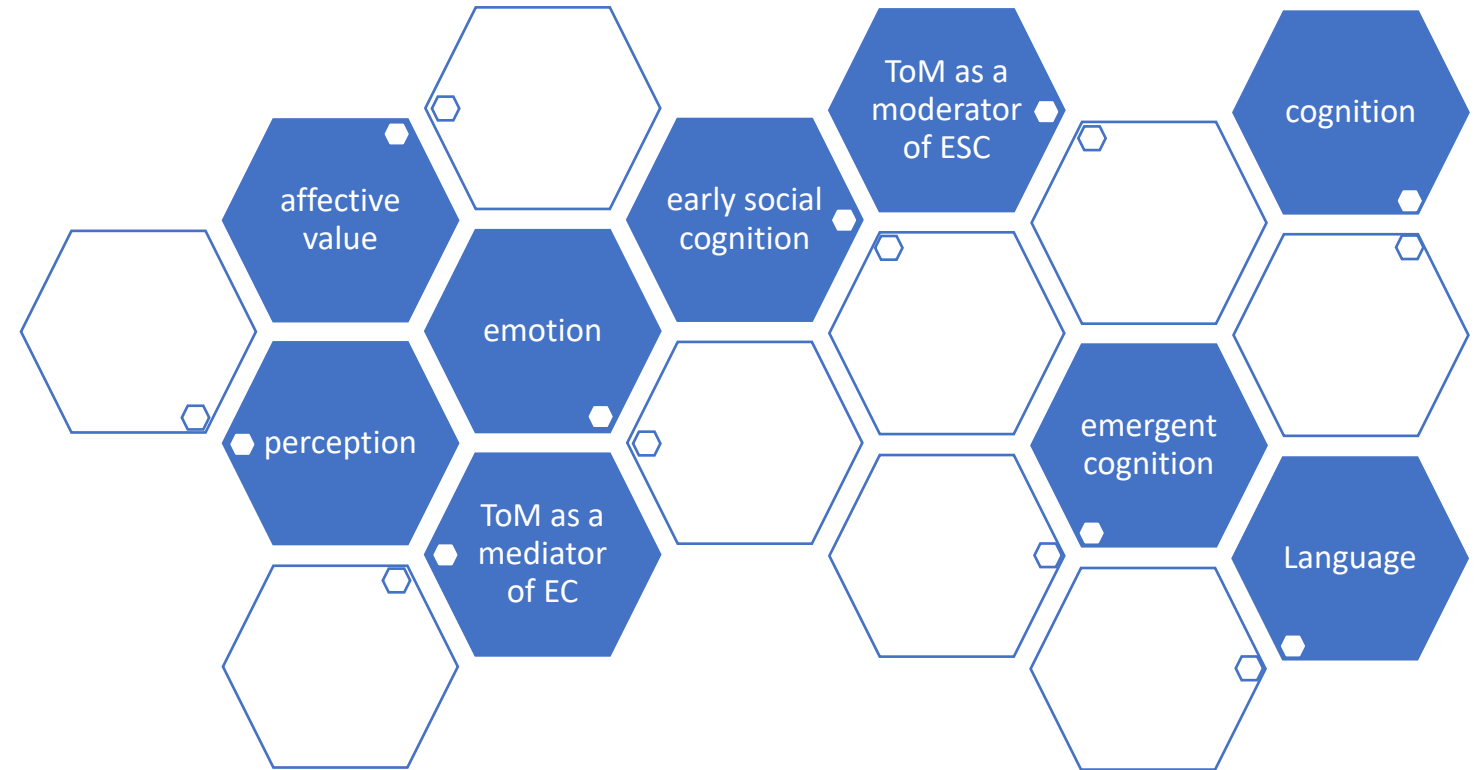 ToM as a
moderator
of ESC
cognition
affective
value
early social
cognition
emotion
perception
emergent
cognition
ToM as a
mediator
of EC
Language